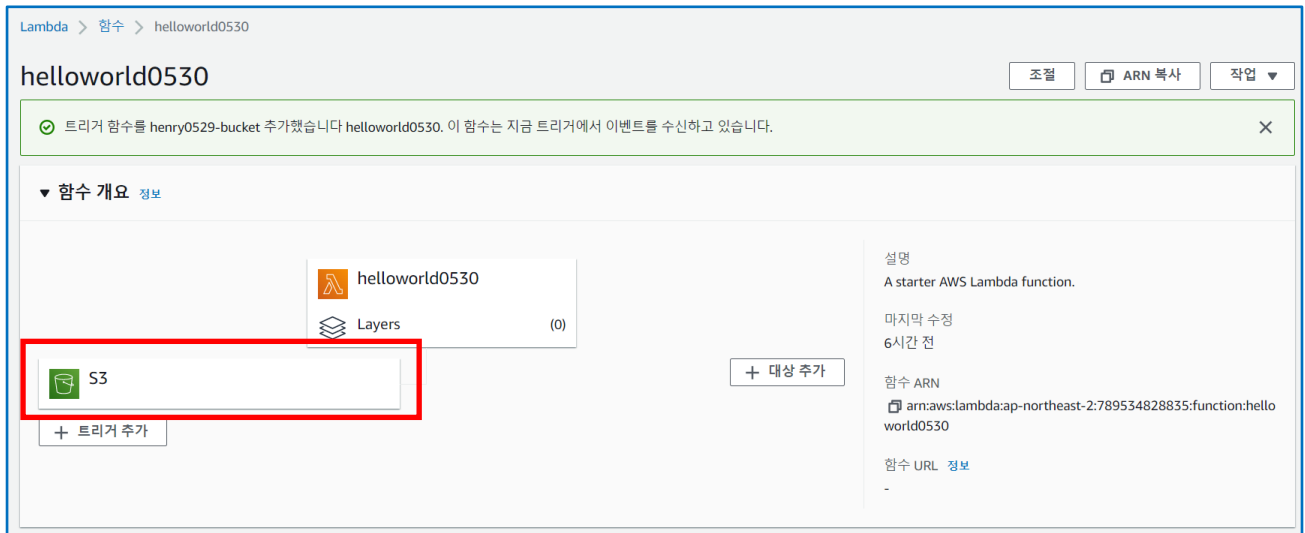 Lambda > 함수 > helloworld0530
helloworld0530
조절
ARN 복사
작업 ▼
트리거 함수를 henry0529-bucket 추가했습니다 helloworld0530. 이 함수는 지금 트리거에서 이벤트를 수신하고 있습니다.
▼ 함수 개요 정보
helloworld0530
Layers (0)
S3
+ 트리거 추가
+ 대상 추가
설명
A starter AWS Lambda function.
마지막 수정
6시간 전
함수 ARN
arn:aws:lambda:ap-northeast-2:789534828835:function:hello
world0530
함수 URL 정보
-